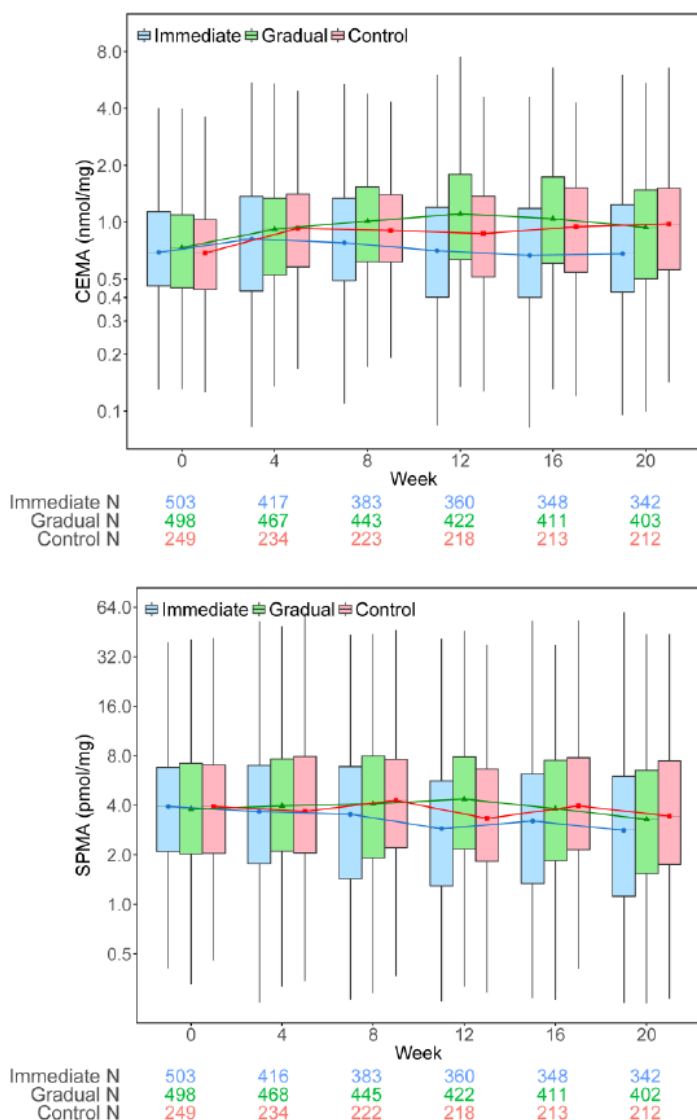 8.0
Immediate Gradual Control
4.0
2.0
1.0
0.5
0.4
0.3
0.2
0.1
CEMA (nmol/mg)
0 4 8 12 16 20
Week
Immediate N 503 417 383 360 348 342
Gradual N 498 467 443 422 411 403
Control N 249 234 223 218 213 212
64.0
Immediate Gradual Control
32.0
16.0
8.0
4.0
2.0
1.0
0.5
SPMA (pmol/mg)
0 4 8 12 16 20
Week
Immediate N 503 416 383 360 348 342
Gradual N 498 468 445 422 411 402
Control N 249 234 222 218 213 212